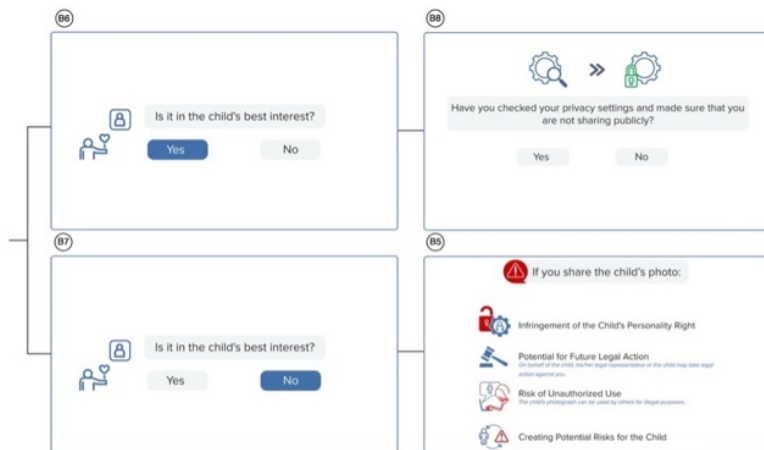 B6
Is it in the child's best interest?
Yes No
B8
Have you checked your privacy settings and made sure that you
are not sharing publicly?
Yes No
B7
Is it in the child's best interest?
Yes No
B5
If you share the child's photo:
Infringement of the Child's Personality Right
Potential for Future Legal Action
On behalf of the child, his/her legal representative or the child may take legal
action against you.
Risk of Unauthorized Use
The child's photograph can be used by others for illegal purposes.
Creating Potential Risks for the Child